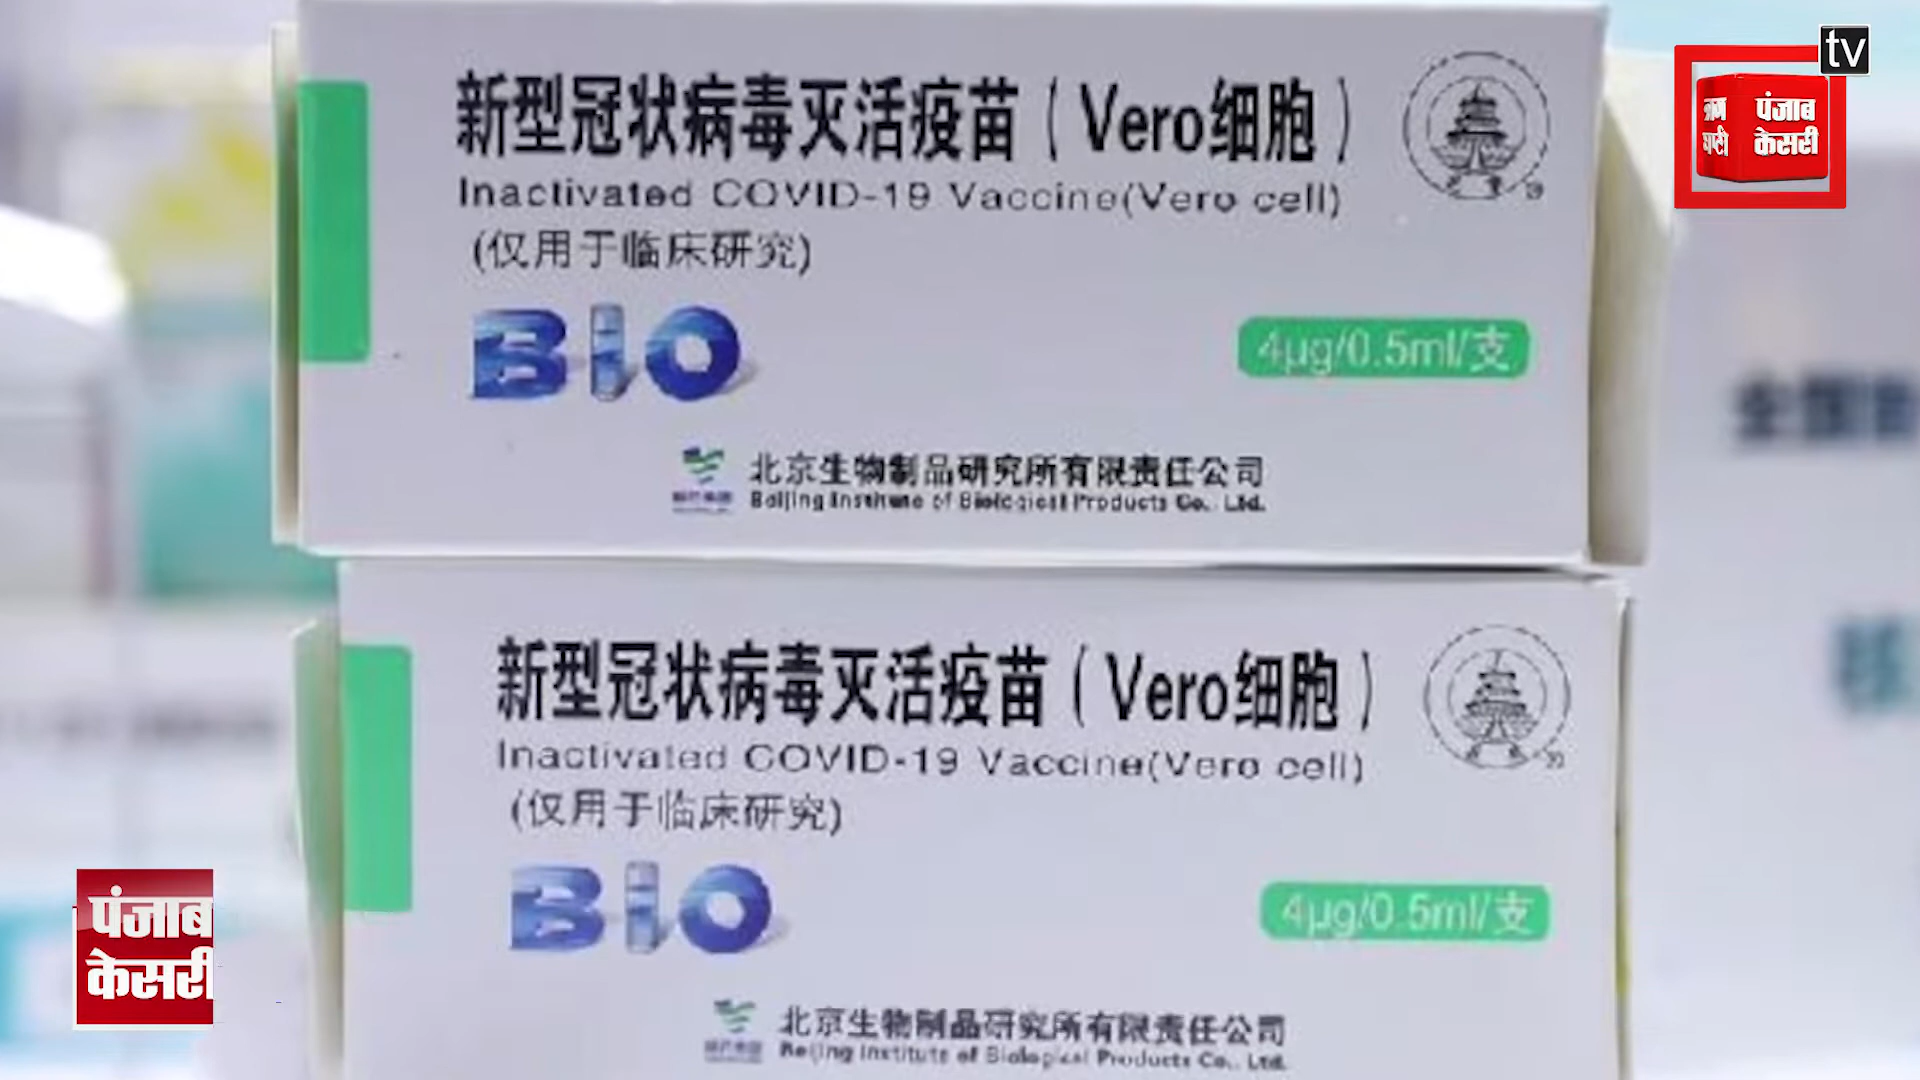 新型冠状病毒灭活疫苗(Vero细胞)
Inactivated COVID-19 Vaccine(Vero cell)
(仅用于临床研究)
BIO
4μg/0.5ml/支
北京生物制品研究所有限责任公司
Beijing Institute of Biological Products Co., Ltd.
新型冠状病毒灭活疫苗(Vero细胞)
Inactivated COVID-19 Vaccine(Vero cell)
(仅用于临床研究)
BIO
4μg/0.5ml/支
北京生物制品研究所有限责任公司
Beijing Institute of Biological Products Co., Ltd.
tv
पंजाब
केसरी
पंजाब
केसरी